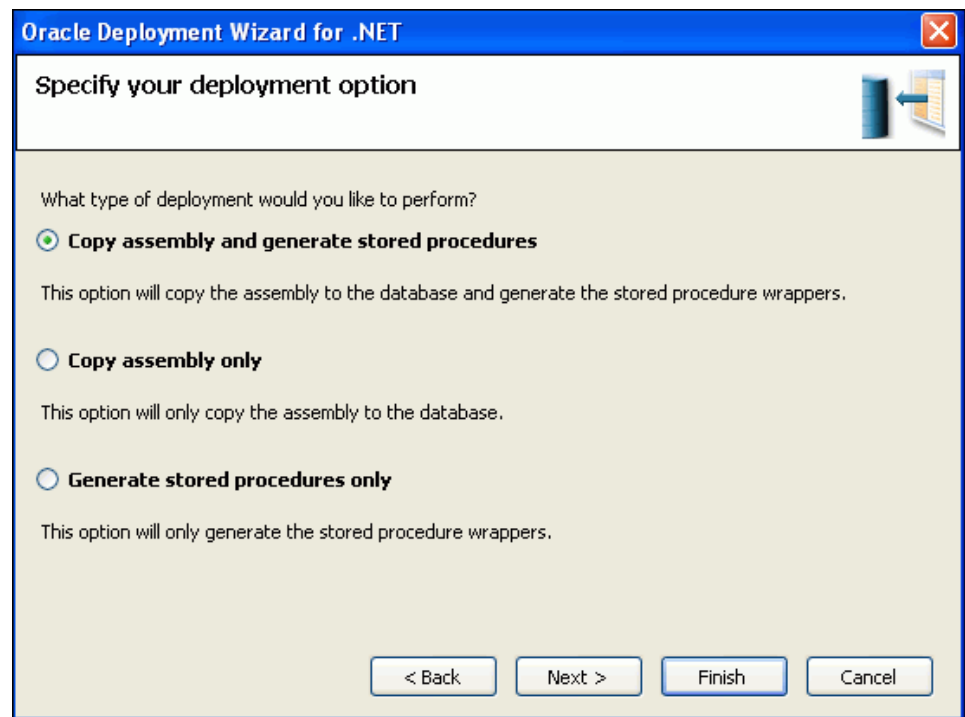 Oracle Deployment Wizard for .NET
Specify your deployment option
What type of deployment would you like to perform?
Copy assembly and generate stored procedures
This option will copy the assembly to the database and generate the stored procedure wrappers.
Copy assembly only
This option will only copy the assembly to the database.
Generate stored procedures only
This option will only generate the stored procedure wrappers.
< Back Next > Finish Cancel